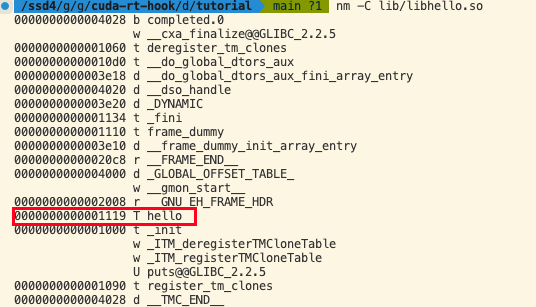 /ssd4/g/g/cuda-rt-hook/d/tutorial main ?1 nm -C lib/libhello.so
0000000000004028 b completed.0
w __cxa_finalize@@GLIBC_2.2.5
0000000000001060 t deregister_tm_clones
00000000000010d0 t __do_global_dtors_aux
0000000000003e18 d __do_global_dtors_aux_fini_array_entry
0000000000004020 d __dso_handle
0000000000003e20 d _DYNAMIC
0000000000001134 t _fini
0000000000001110 t frame_dummy
0000000000003e10 d __frame_dummy_init_array_entry
00000000000020c8 r __FRAME_END__
0000000000004000 d _GLOBAL_OFFSET_TABLE_
w __gmon_start__
0000000000002008 r __GNU_EH_FRAME_HDR
0000000000001119 T hello
0000000000001000 t _init
w _ITM_deregisterTMCloneTable
w _ITM_registerTMCloneTable
U puts@@GLIBC_2.2.5
0000000000001090 t register_tm_clones
0000000000004028 d __TMC_END__